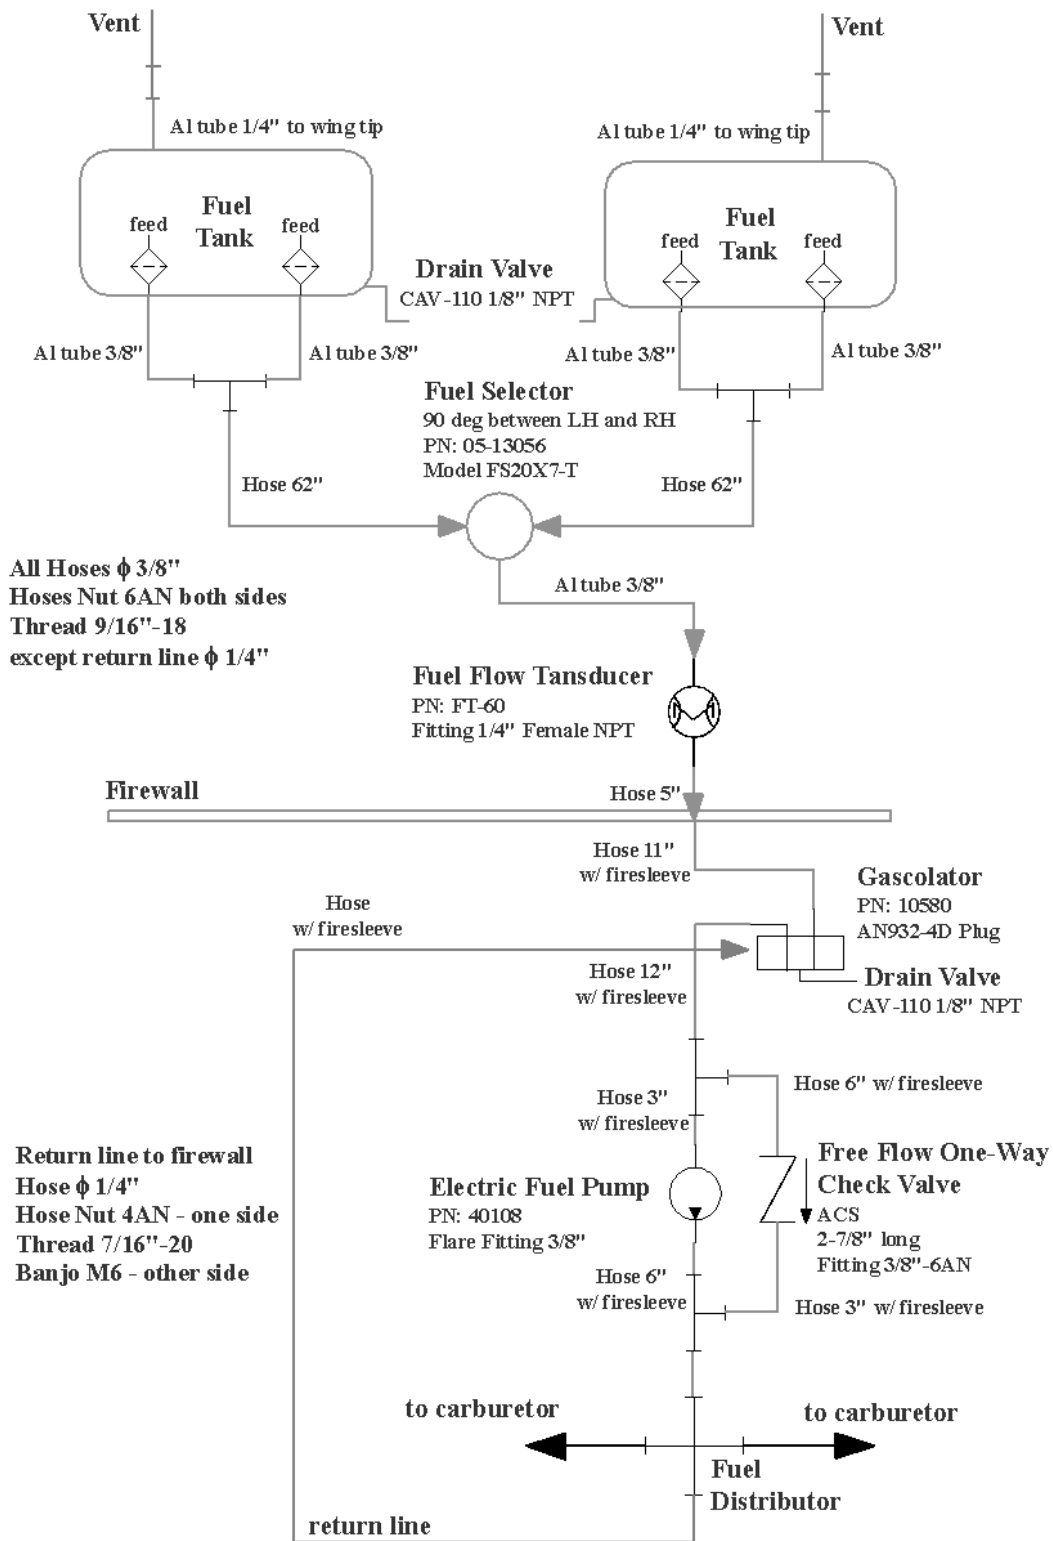 Vent
Vent
Al tube 1/4" to wing tip
Al tube 1/4" to wing tip
Fuel
Tank
feed
feed
Fuel
Tank
feed
feed
Drain Valve
CAV-110 1/8" NPT
Al tube 3/8"
Al tube 3/8"
Al tube 3/8"
Al tube 3/8"
Fuel Selector
90 deg between LH and RH
PN: 05-13056
Model FS20X7-T
Hose 62"
Hose 62"
All Hoses ϕ 3/8"
Hoses Nut 6AN both sides
Thread 9/16"-18
except return line ϕ 1/4"
Al tube 3/8"
Fuel Flow Tansducer
PN: FT-60
Fitting 1/4" Female NPT
Firewall
Hose 5"
Hose 11"
w/ firesleeve
Gascolator
PN: 10580
AN932-4D Plug
Hose
w/ firesleeve
Hose 12"
w/ firesleeve
Drain Valve
CAV-110 1/8" NPT
Hose 6" w/ firesleeve
Hose 3"
w/ firesleeve
Return line to firewall
Hose ϕ 1/4"
Hose Nut 4AN - one side
Thread 7/16"-20
Banjo M6 - other side
Electric Fuel Pump
PN: 40108
Flare Fitting 3/8"
Free Flow One-Way
Check Valve
ACS
2-7/8" long
Fitting 3/8"-6AN
Hose 6"
w/ firesleeve
Hose 3" w/ firesleeve
to carburetor
to carburetor
Fuel
Distributor
return line